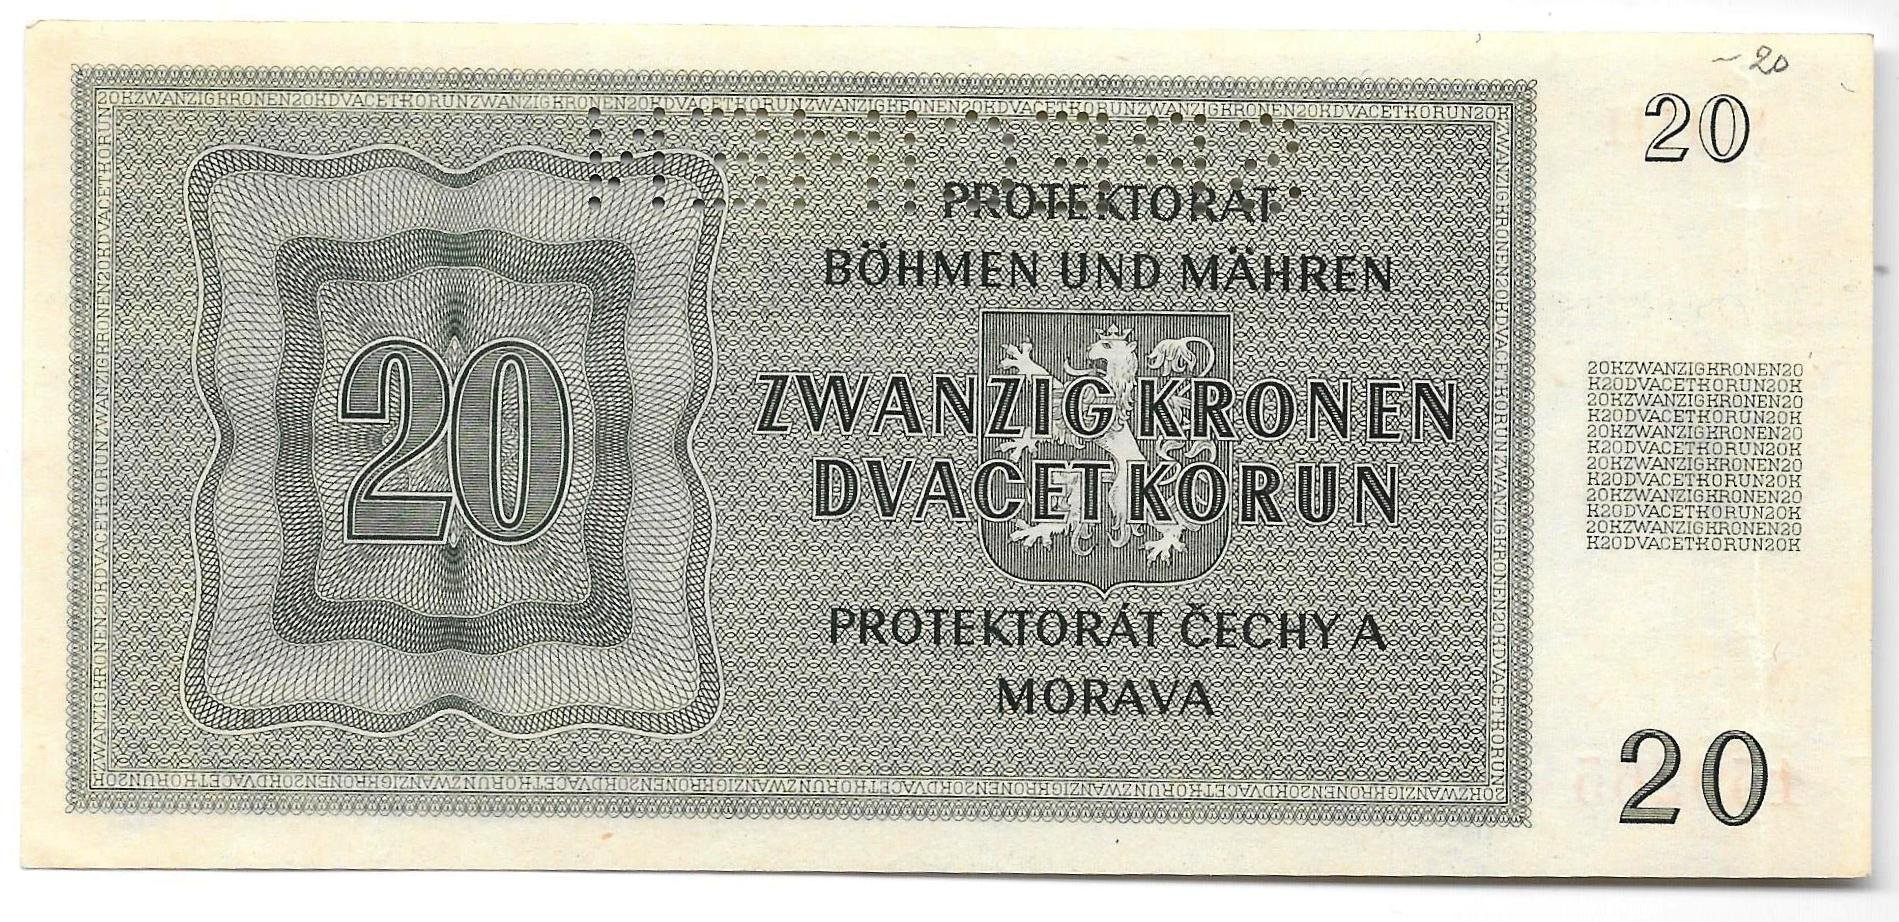 20
20KZWANZIGKRONEN20KDVACETKORUNZWANZIGKRONEN20KDVACETKORUNZWANZIGKRONEN20KDVACETKORUNZWANZIGKRONEN20KDVACETKORUN20K
20
PROTEKTORAT
BÖHMEN UND MÄHREN
20
ZWANZIG KRONEN
DVACET KORUN
PROTEKTORÁT ČECHY A
MORAVA
20KZWANZIGKRONEN20
K20DVACETKORUN20K
20KZWANZIGKRONEN20
K20DVACETKORUN20K
20KZWANZIGKRONEN20
K20DVACETKORUN20K
20KZWANZIGKRONEN20
K20DVACETKORUN20K
20KZWANZIGKRONEN20
K20DVACETKORUN20K
20KZWANZIGKRONEN20
K20DVACETKORUN20K
20